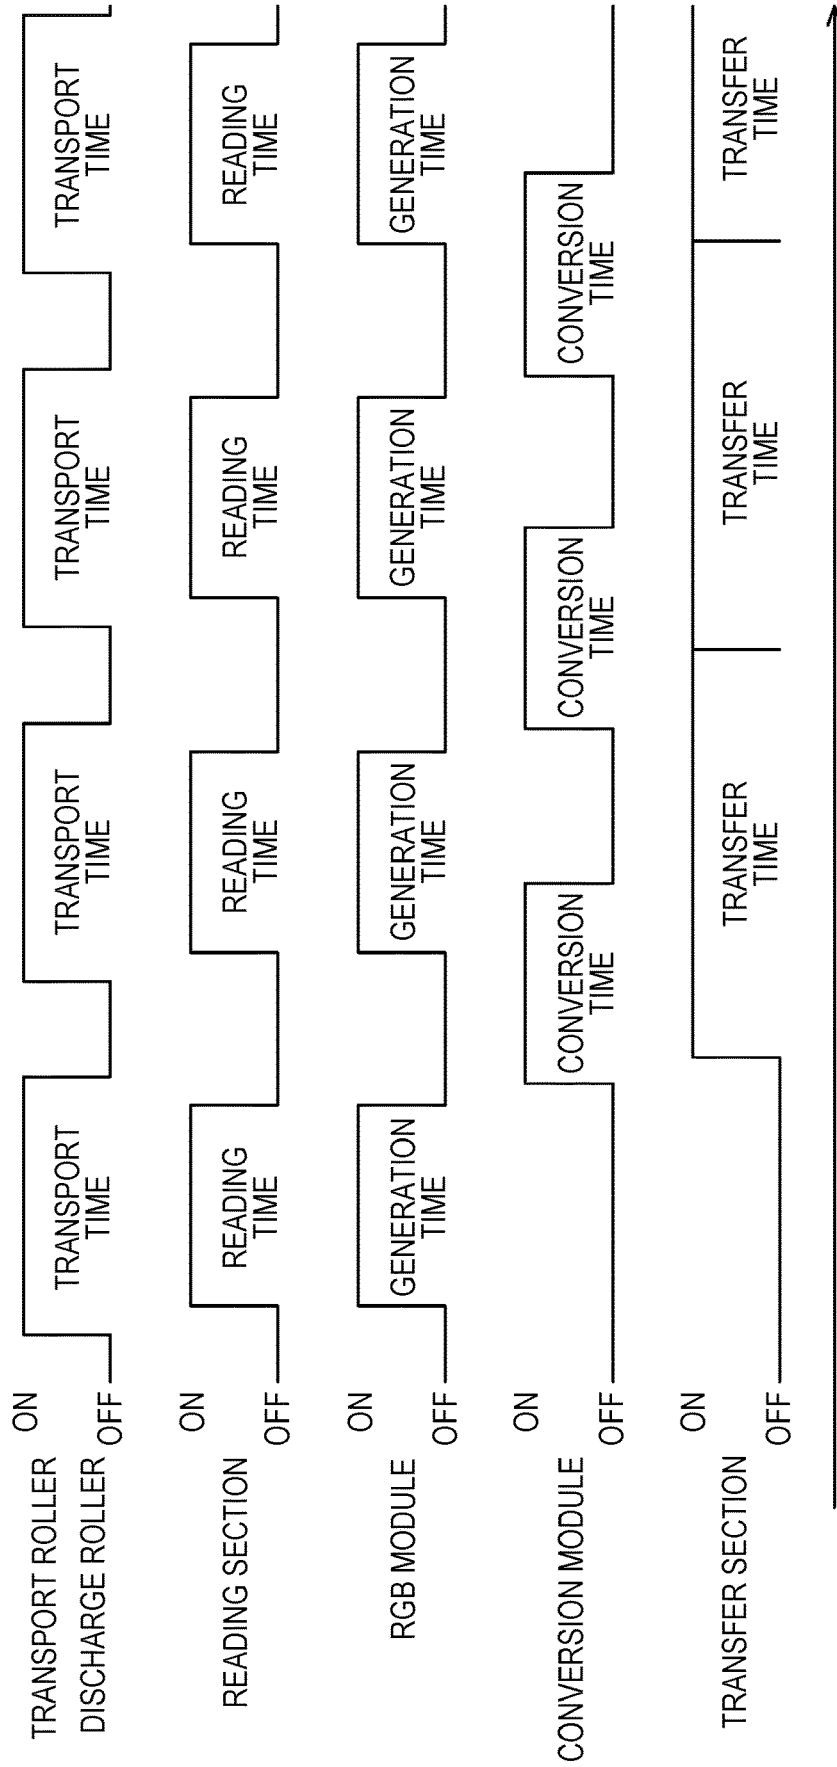 TRANSPORT ROLLER
DISCHARGE ROLLER
ON
OFF
TRANSPORT
TIME
TRANSPORT
TIME
TRANSPORT
TIME
TRANSPORT
TIME
READING SECTION
ON
OFF
READING
TIME
READING
TIME
READING
TIME
READING
TIME
RGB MODULE
ON
OFF
GENERATION
TIME
GENERATION
TIME
GENERATION
TIME
GENERATION
TIME
CONVERSION MODULE
ON
OFF
CONVERSION
TIME
CONVERSION
TIME
CONVERSION
TIME
TRANSFER SECTION
ON
OFF
TRANSFER
TIME
TRANSFER
TIME
TRANSFER
TIME